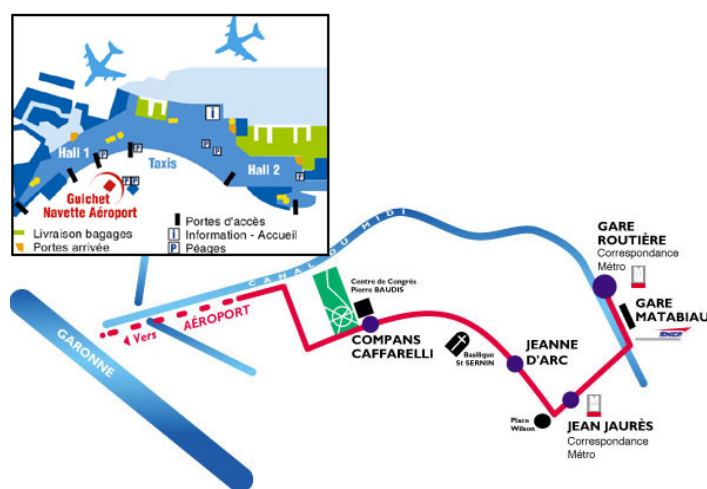 Hall 1
Taxis
Hall 2
Guichet
Navette Aéroport
Livraison bagages
Portes arrivée
Portes d'accès
Information - Accueil
Péages
i
i
P
P
P
P
P
P
P
P
CANAL DU MIDI
GARONNE
Vers
AÉROPORT
Centre de Congrès
Pierre BAUDIS
COMPANS
CAFFARELLI
Basilique
St SERNIN
JEANNE
D'ARC
Place
Wilson
JEAN JAURÈS
Correspondance
Métro
GARE
ROUTIÈRE
Correspondance
Métro
GARE
MATABIAU
SNCF